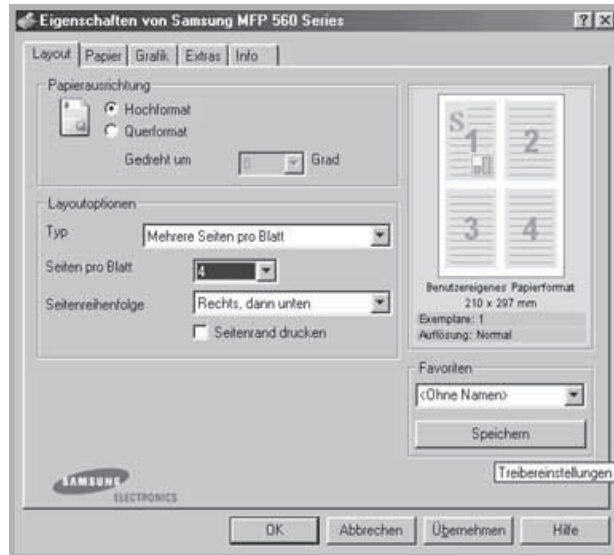 Eigenschaften von Samsung MFP 560 Series
Layout Papier Grafik Extras Info
Papierausrichtung
Hochformat
Querformat
Gedreht um 0 Grad
Layoutoptionen
Typ Mehrere Seiten pro Blatt
Seiten pro Blatt 4
Seitenreihenfolge Rechts, dann unten
Seitenrand drucken
S
1 2
3 4
Benutzereigenes Papierformat
210 x 297 mm
Exemplare: 1
Auflösung: Normal
Favoriten
<Ohne Namen>
Speichern
Treibereinstellungen
SAMSUNG
ELECTRONICS
OK Abbrechen Übernehmen Hilfe